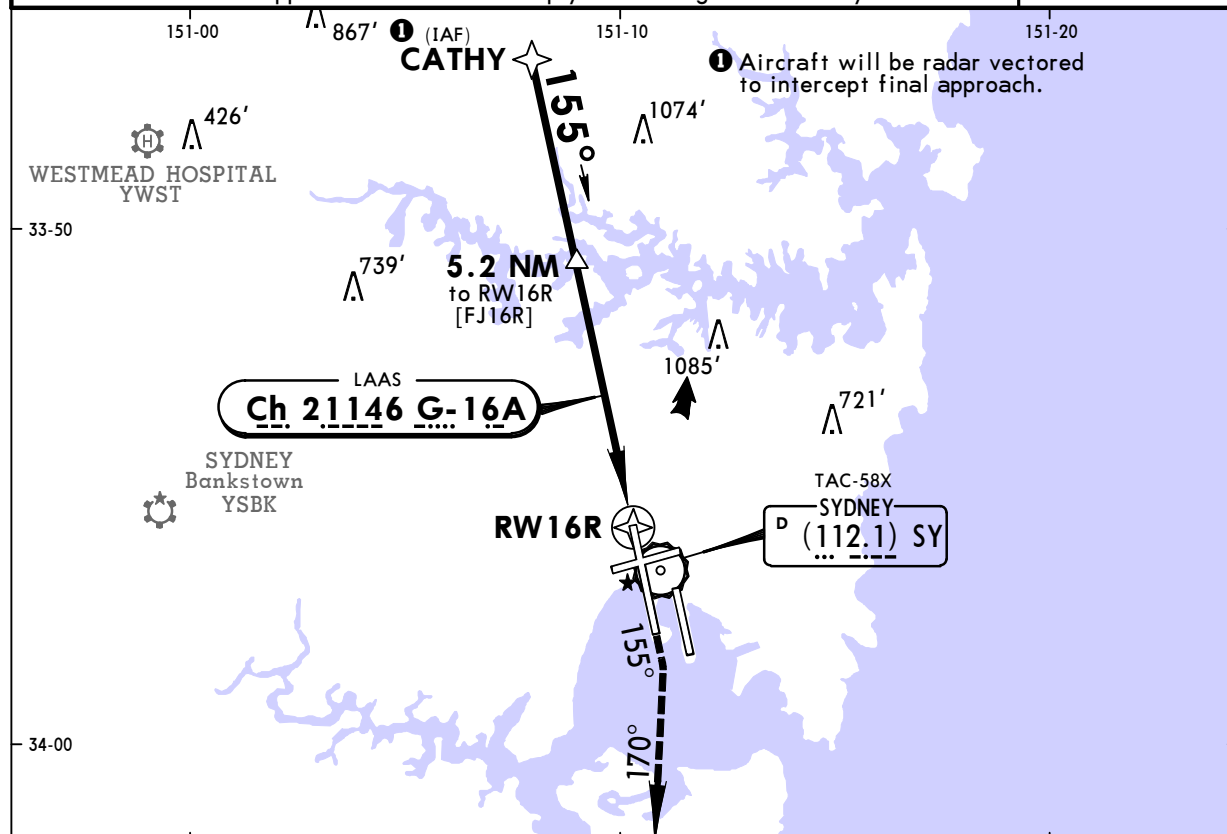 151-00
867' 1 (IAF)
CATHY
151-10
151-20
1 Aircraft will be radar vectored
to intercept final approach.
155°
426'
1074'
H
WESTMEAD HOSPITAL
YWST
33-50
739'
5.2 NM
to RW16R
[FJ16R]
1085'
LAAS
Ch 21146 G-16A
721'
SYDNEY
Bankstown
YSBK
TAC-58X
SYDNEY
D (112.1) SY
RW16R
155°
34-00
170°